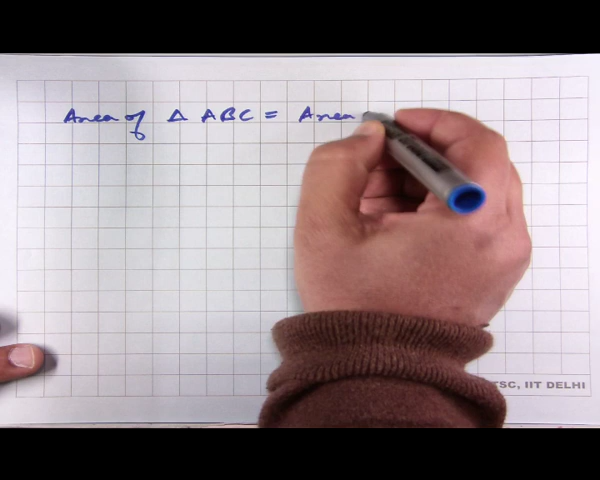 Area of Δ ABC = Area
TSC, IIT DELHI